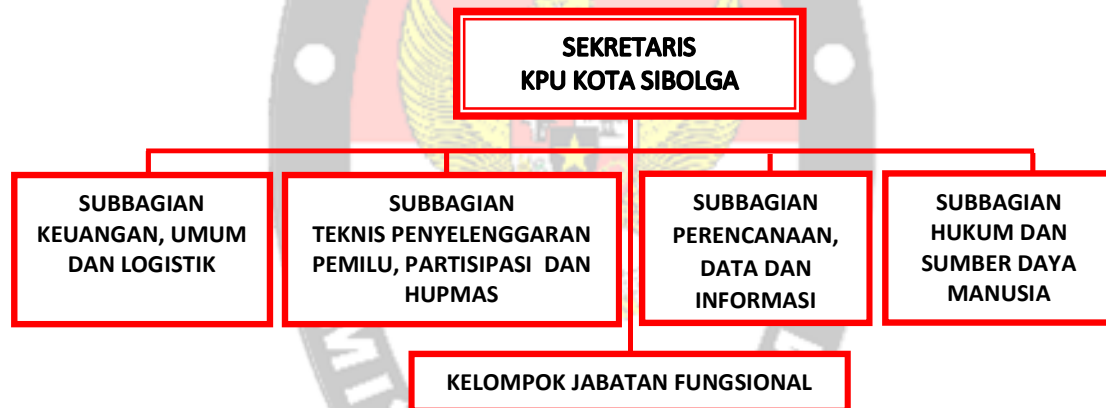 SEKRETARIS
KPU KOTA SIBOLGA
SUBBAGIAN
KEUANGAN, UMUM
DAN LOGISTIK
SUBBAGIAN
TEKNIS PENYELENGGARAN
PEMILU, PARTISIPASI DAN
HUPMAS
SUBBAGIAN
PERENCANAAN,
DATA DAN
INFORMASI
SUBBAGIAN
HUKUM DAN
SUMBER DAYA
MANUSIA
KELOMPOK JABATAN FUNGSIONAL